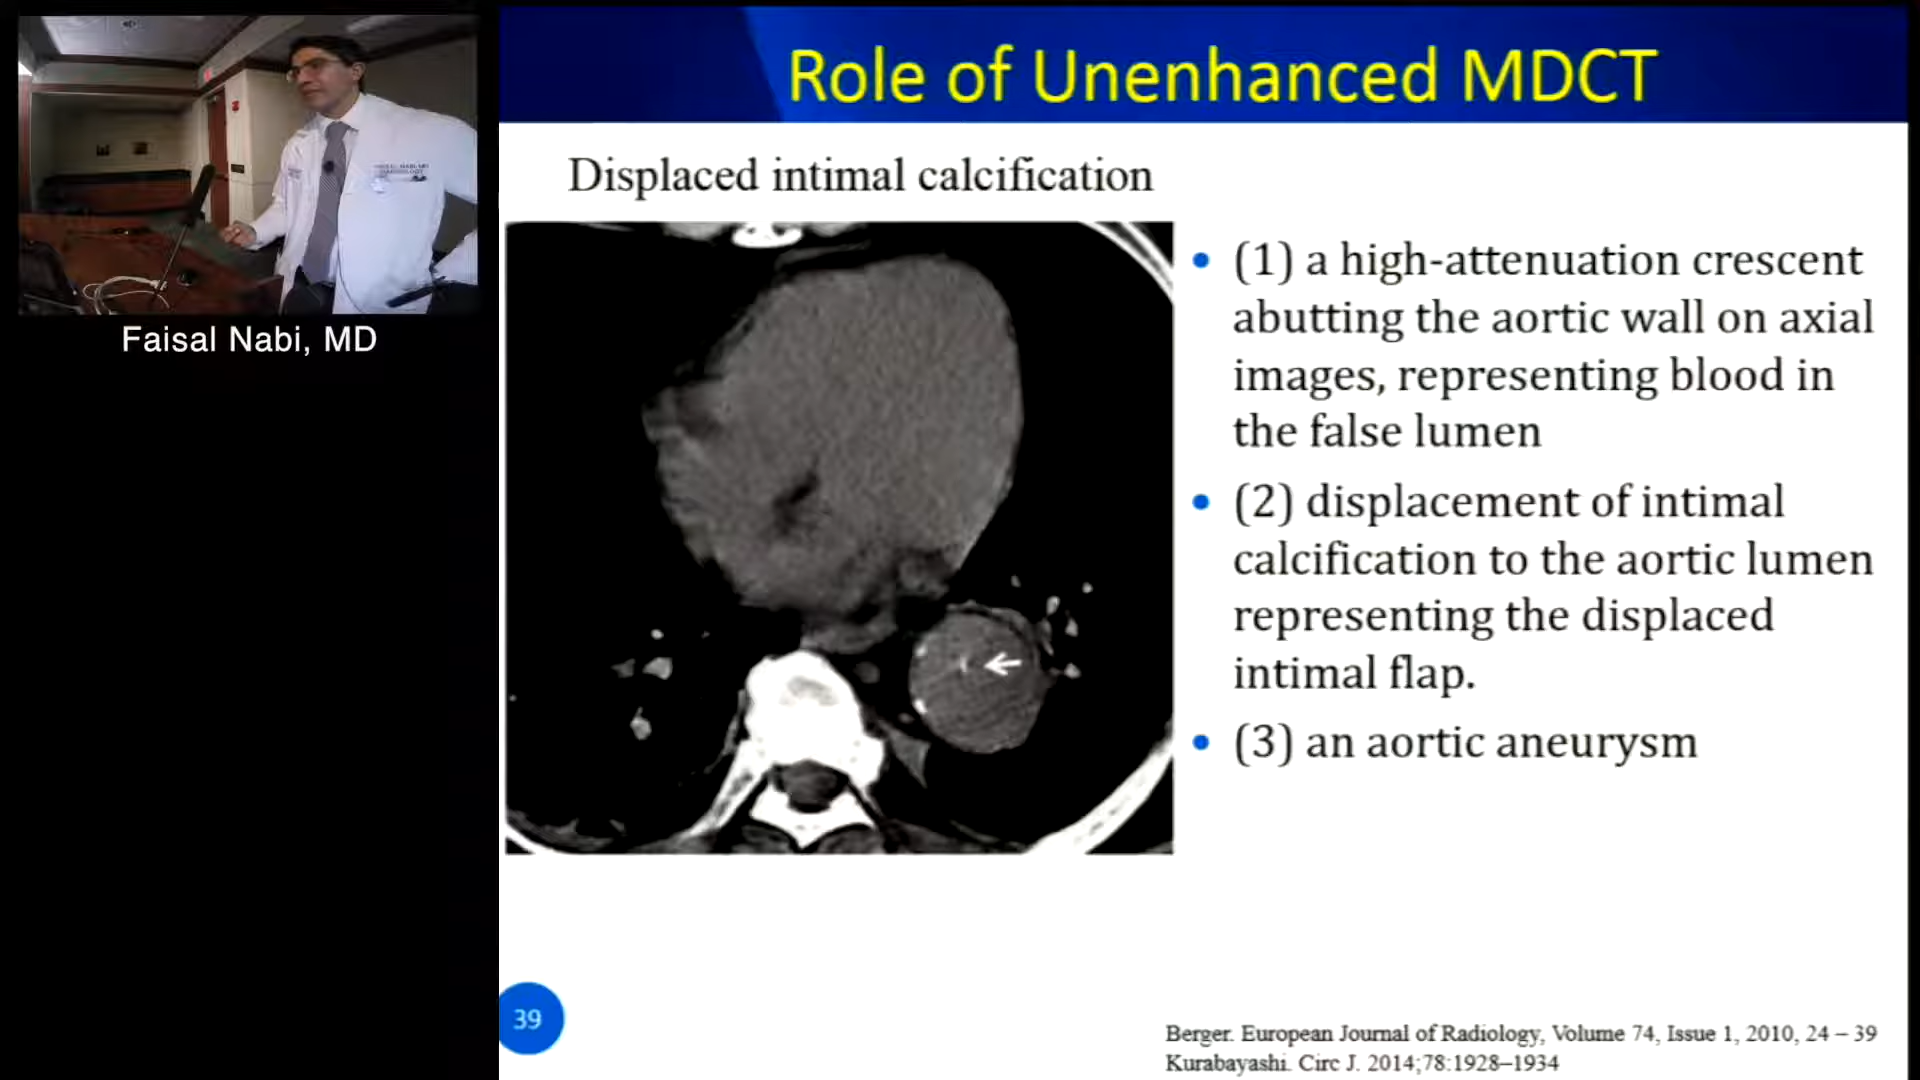 Role of Unenhanced MDCT
Displaced intimal calcification
• (1) a high-attenuation crescent
abutting the aortic wall on axial
images, representing blood in
the false lumen
• (2) displacement of intimal
calcification to the aortic lumen
representing the displaced
intimal flap.
• (3) an aortic aneurysm
Faisal Nabi, MD
39
Berger. European Journal of Radiology, Volume 74, Issue 1, 2010, 24 – 39
Kurabayashi. Circ J. 2014;78:1928–1934